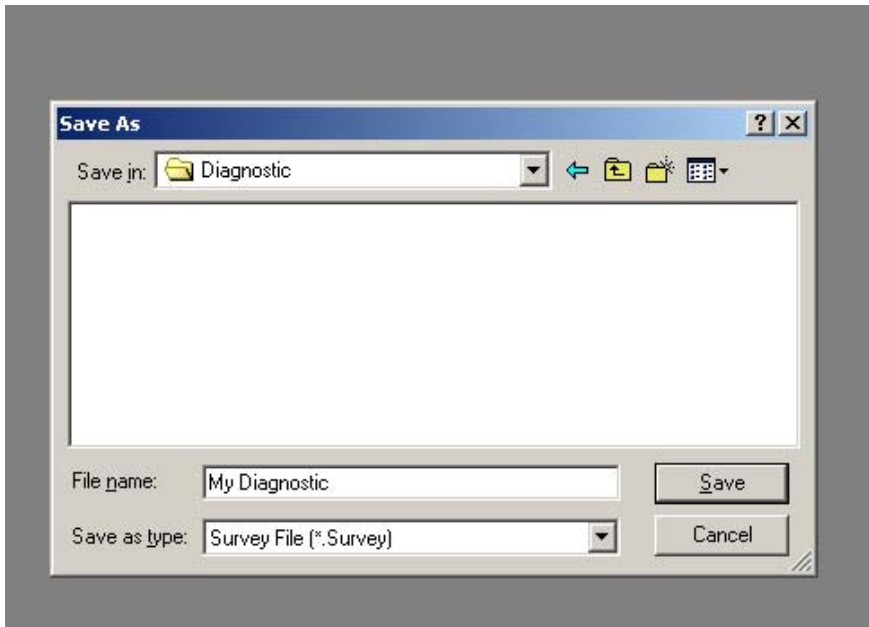 Save As
Save in: Diagnostic
File name: My Diagnostic Save
Save as type: Survey File (*.Survey) Cancel